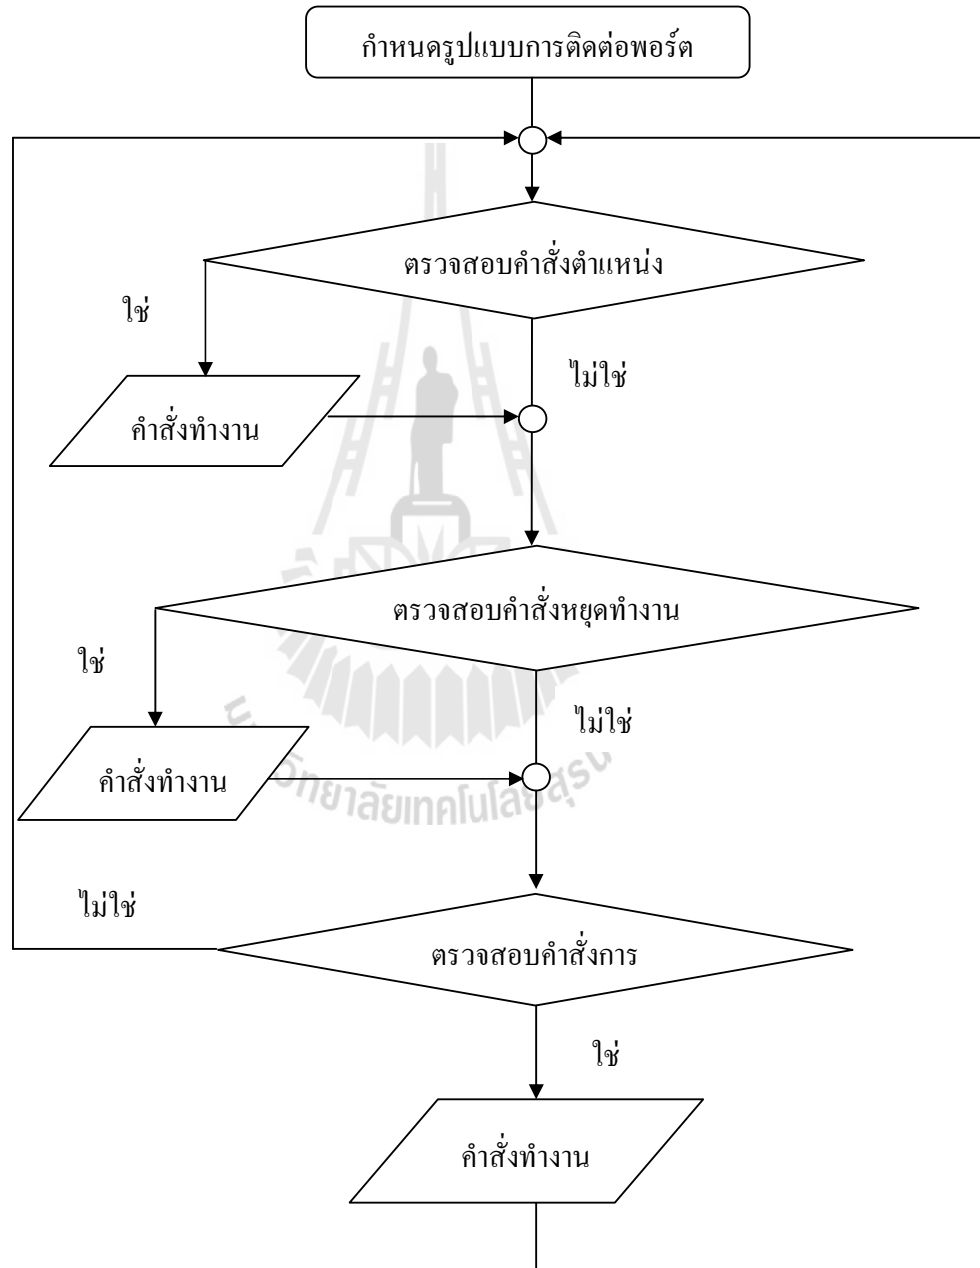 กำหนดรูปแบบการติดต่อพอร์ต
ตรวจสอบคำสั่งตำแหน่ง
ใช่
ไม่ใช่
คำสั่งทำงาน
ตรวจสอบคำสั่งหยุดทำงาน
ใช่
ไม่ใช่
คำสั่งทำงาน
ไม่ใช่
ตรวจสอบคำสั่งการ
ใช่
คำสั่งทำงาน